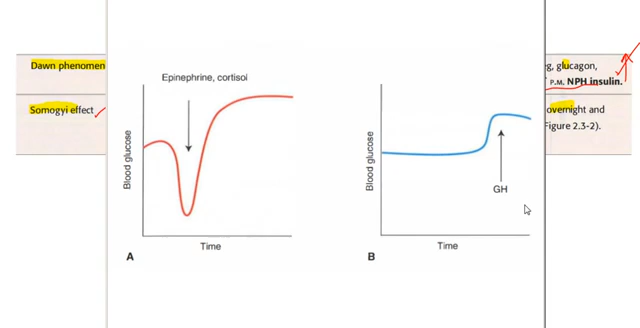 Epinephrine, cortisol
Dawn phenomen
g, glucagon,
P.M. NPH insulin.
Somogyi effect
overnight and
Figure 2.3-2).
Blood glucose
Time
A
Blood glucose
GH
Time
B